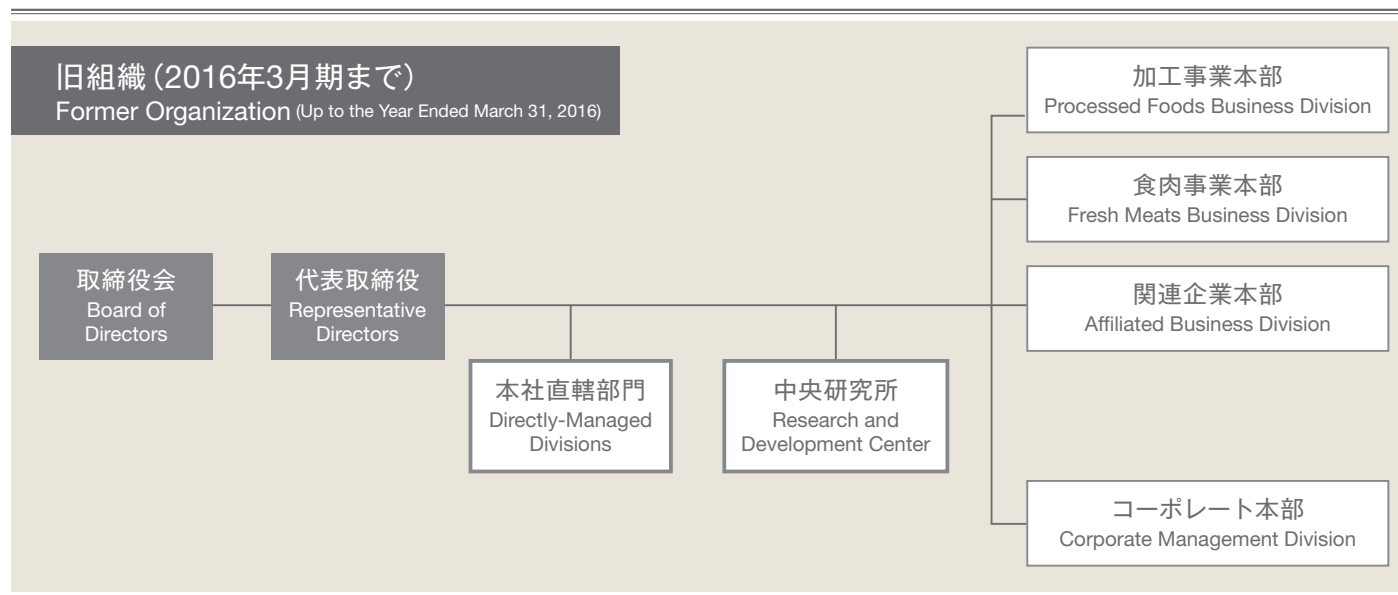 旧組織（2016年3月期まで）
Former Organization (Up to the Year Ended March 31, 2016)
取締役会
Board of
Directors
代表取締役
Representative
Directors
本社直轄部門
Directly-Managed
Divisions
中央研究所
Research and
Development Center
加工事業本部
Processed Foods Business Division
食肉事業本部
Fresh Meats Business Division
関連企業本部
Affiliated Business Division
コーポレート本部
Corporate Management Division